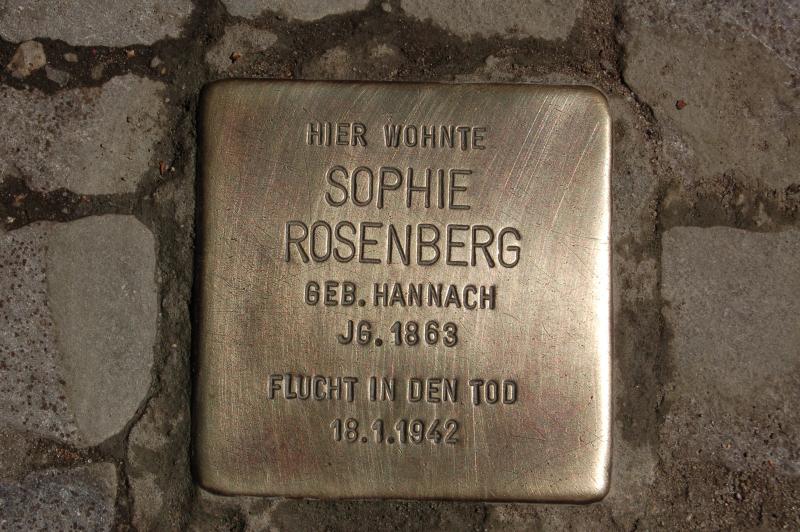 HIER WOHNTE
SOPHIE
ROSENBERG
GEB. HANNACH
JG. 1863
FLUCHT IN DEN TOD
18.1.1942